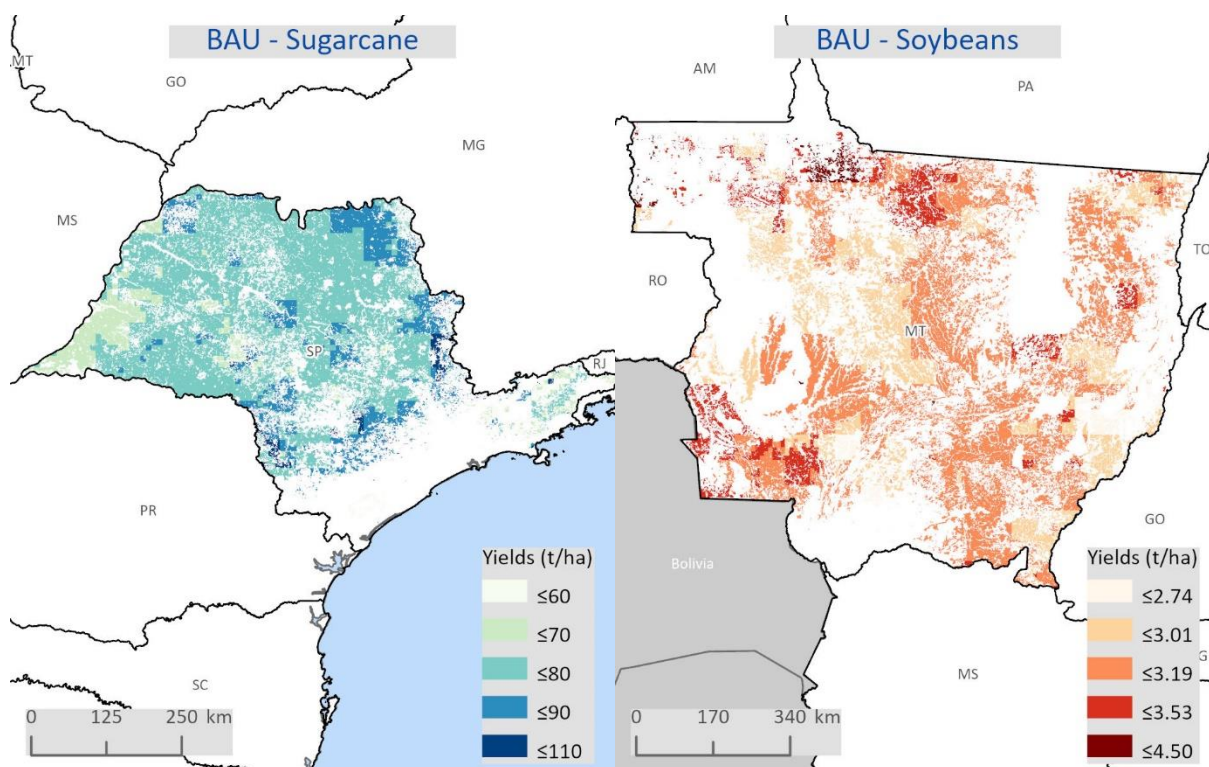 BAU - Sugarcane
MT
GO
MG
MS
SP
RJ
PR
SC
Yields (t/ha)
≤60
≤70
≤80
≤90
≤110
0 125 250 km
BAU - Soybeans
AM
PA
RO
MT
TO
GO
Bolivia
MS
G
Yields (t/ha)
≤2.74
≤3.01
≤3.19
≤3.53
≤4.50
0 170 340 km